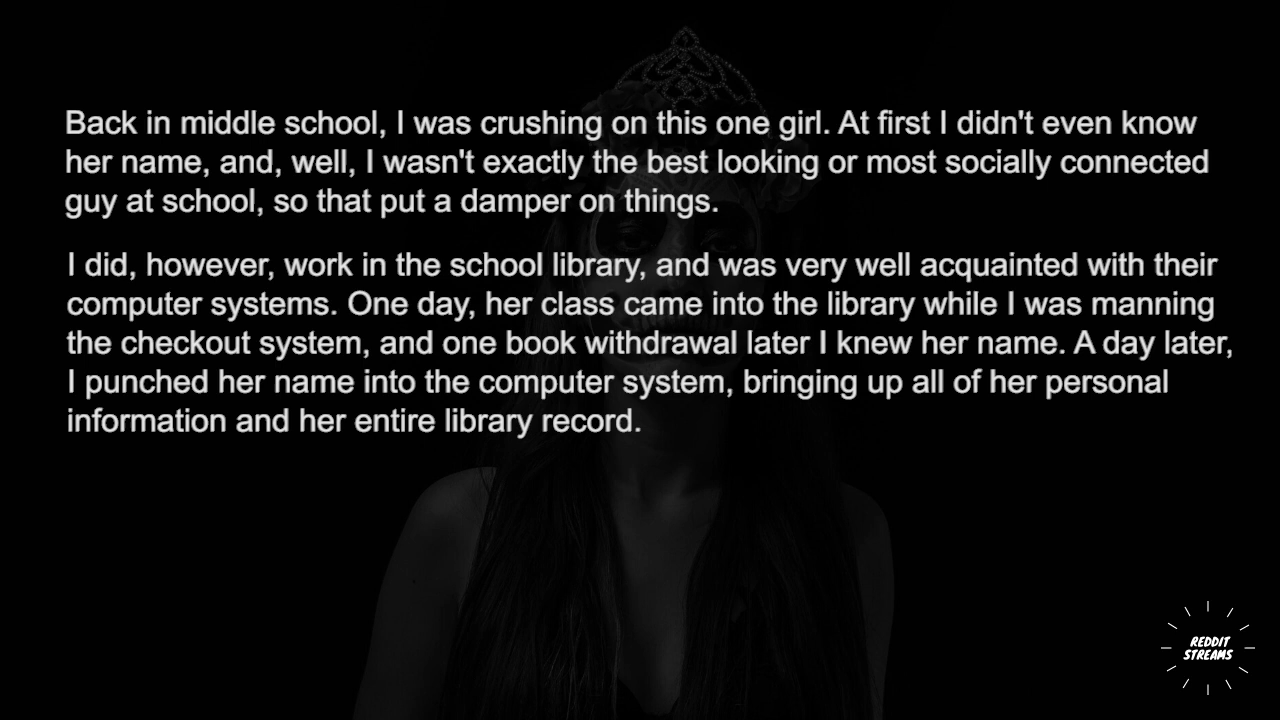 Back in middle school, I was crushing on this one girl. At first I didn't even know
her name, and, well, I wasn't exactly the best looking or most socially connected
guy at school, so that put a damper on things.
I did, however, work in the school library, and was very well acquainted with their
computer systems. One day, her class came into the library while I was manning
the checkout system, and one book withdrawal later I knew her name. A day later,
I punched her name into the computer system, bringing up all of her personal
information and her entire library record.
REDDIT
STREAMS